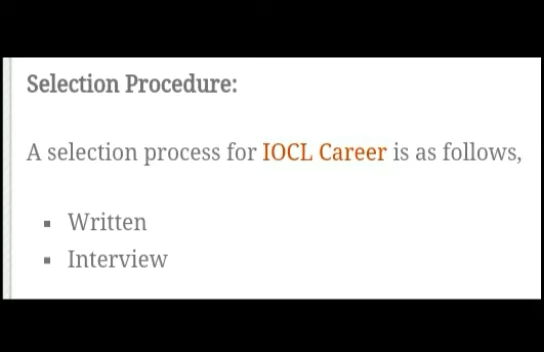 Selection Procedure:
A selection process for IOCL Career is as follows,
▪ Written
▪ Interview